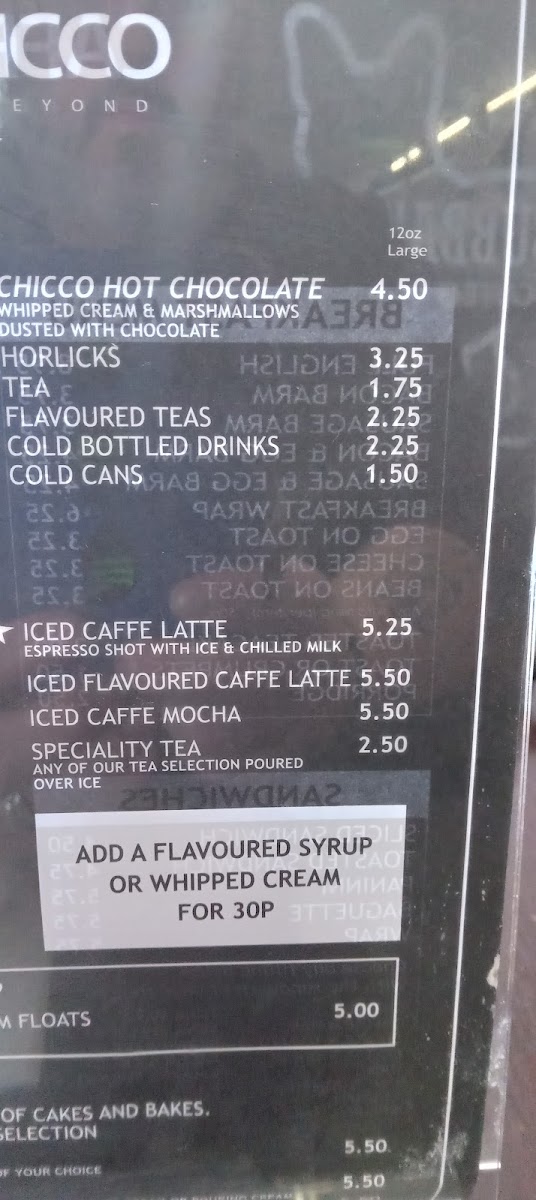 ICCO
EYOND
12oz
Large
CHICCO HOT CHOCOLATE 4.50
WHIPPED CREAM & MARSHMALLOWS
DUSTED WITH CHOCOLATE
HORLICKS 3.25
TEA 1.75
FLAVOURED TEAS 2.25
COLD BOTTLED DRINKS 2.25
COLD CANS 1.50
ICED CAFFE LATTE 5.25
ESPRESSO SHOT WITH ICE & CHILLED MILK
ICED FLAVOURED CAFFE LATTE 5.50
ICED CAFFE MOCHA 5.50
SPECIALITY TEA 2.50
ANY OF OUR TEA SELECTION POURED
OVER ICE
ADD A FLAVOURED SYRUP
OR WHIPPED CREAM
FOR 30P
M FLOATS 5.00
OF CAKES AND BAKES.
SELECTION
5.50
OF YOUR CHOICE
5.50